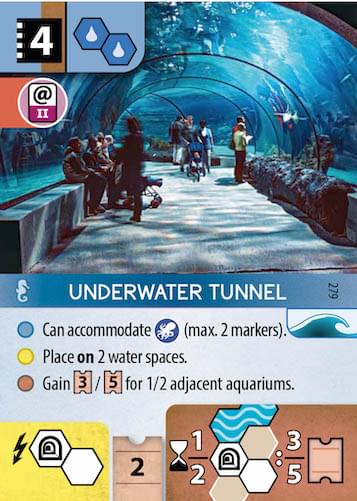 4
@
II
UNDERWATER TUNNEL
279
Can accommodate (max. 2 markers).
Place on 2 water spaces.
Gain 3 / 5 for 1/2 adjacent aquariums.
2
1 3
2 : 5